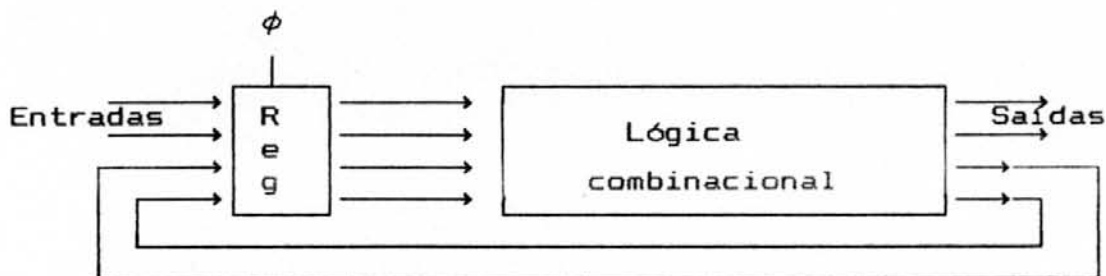 ϕ
Entradas
R
e
g
Lógica
combinacional
Saídas